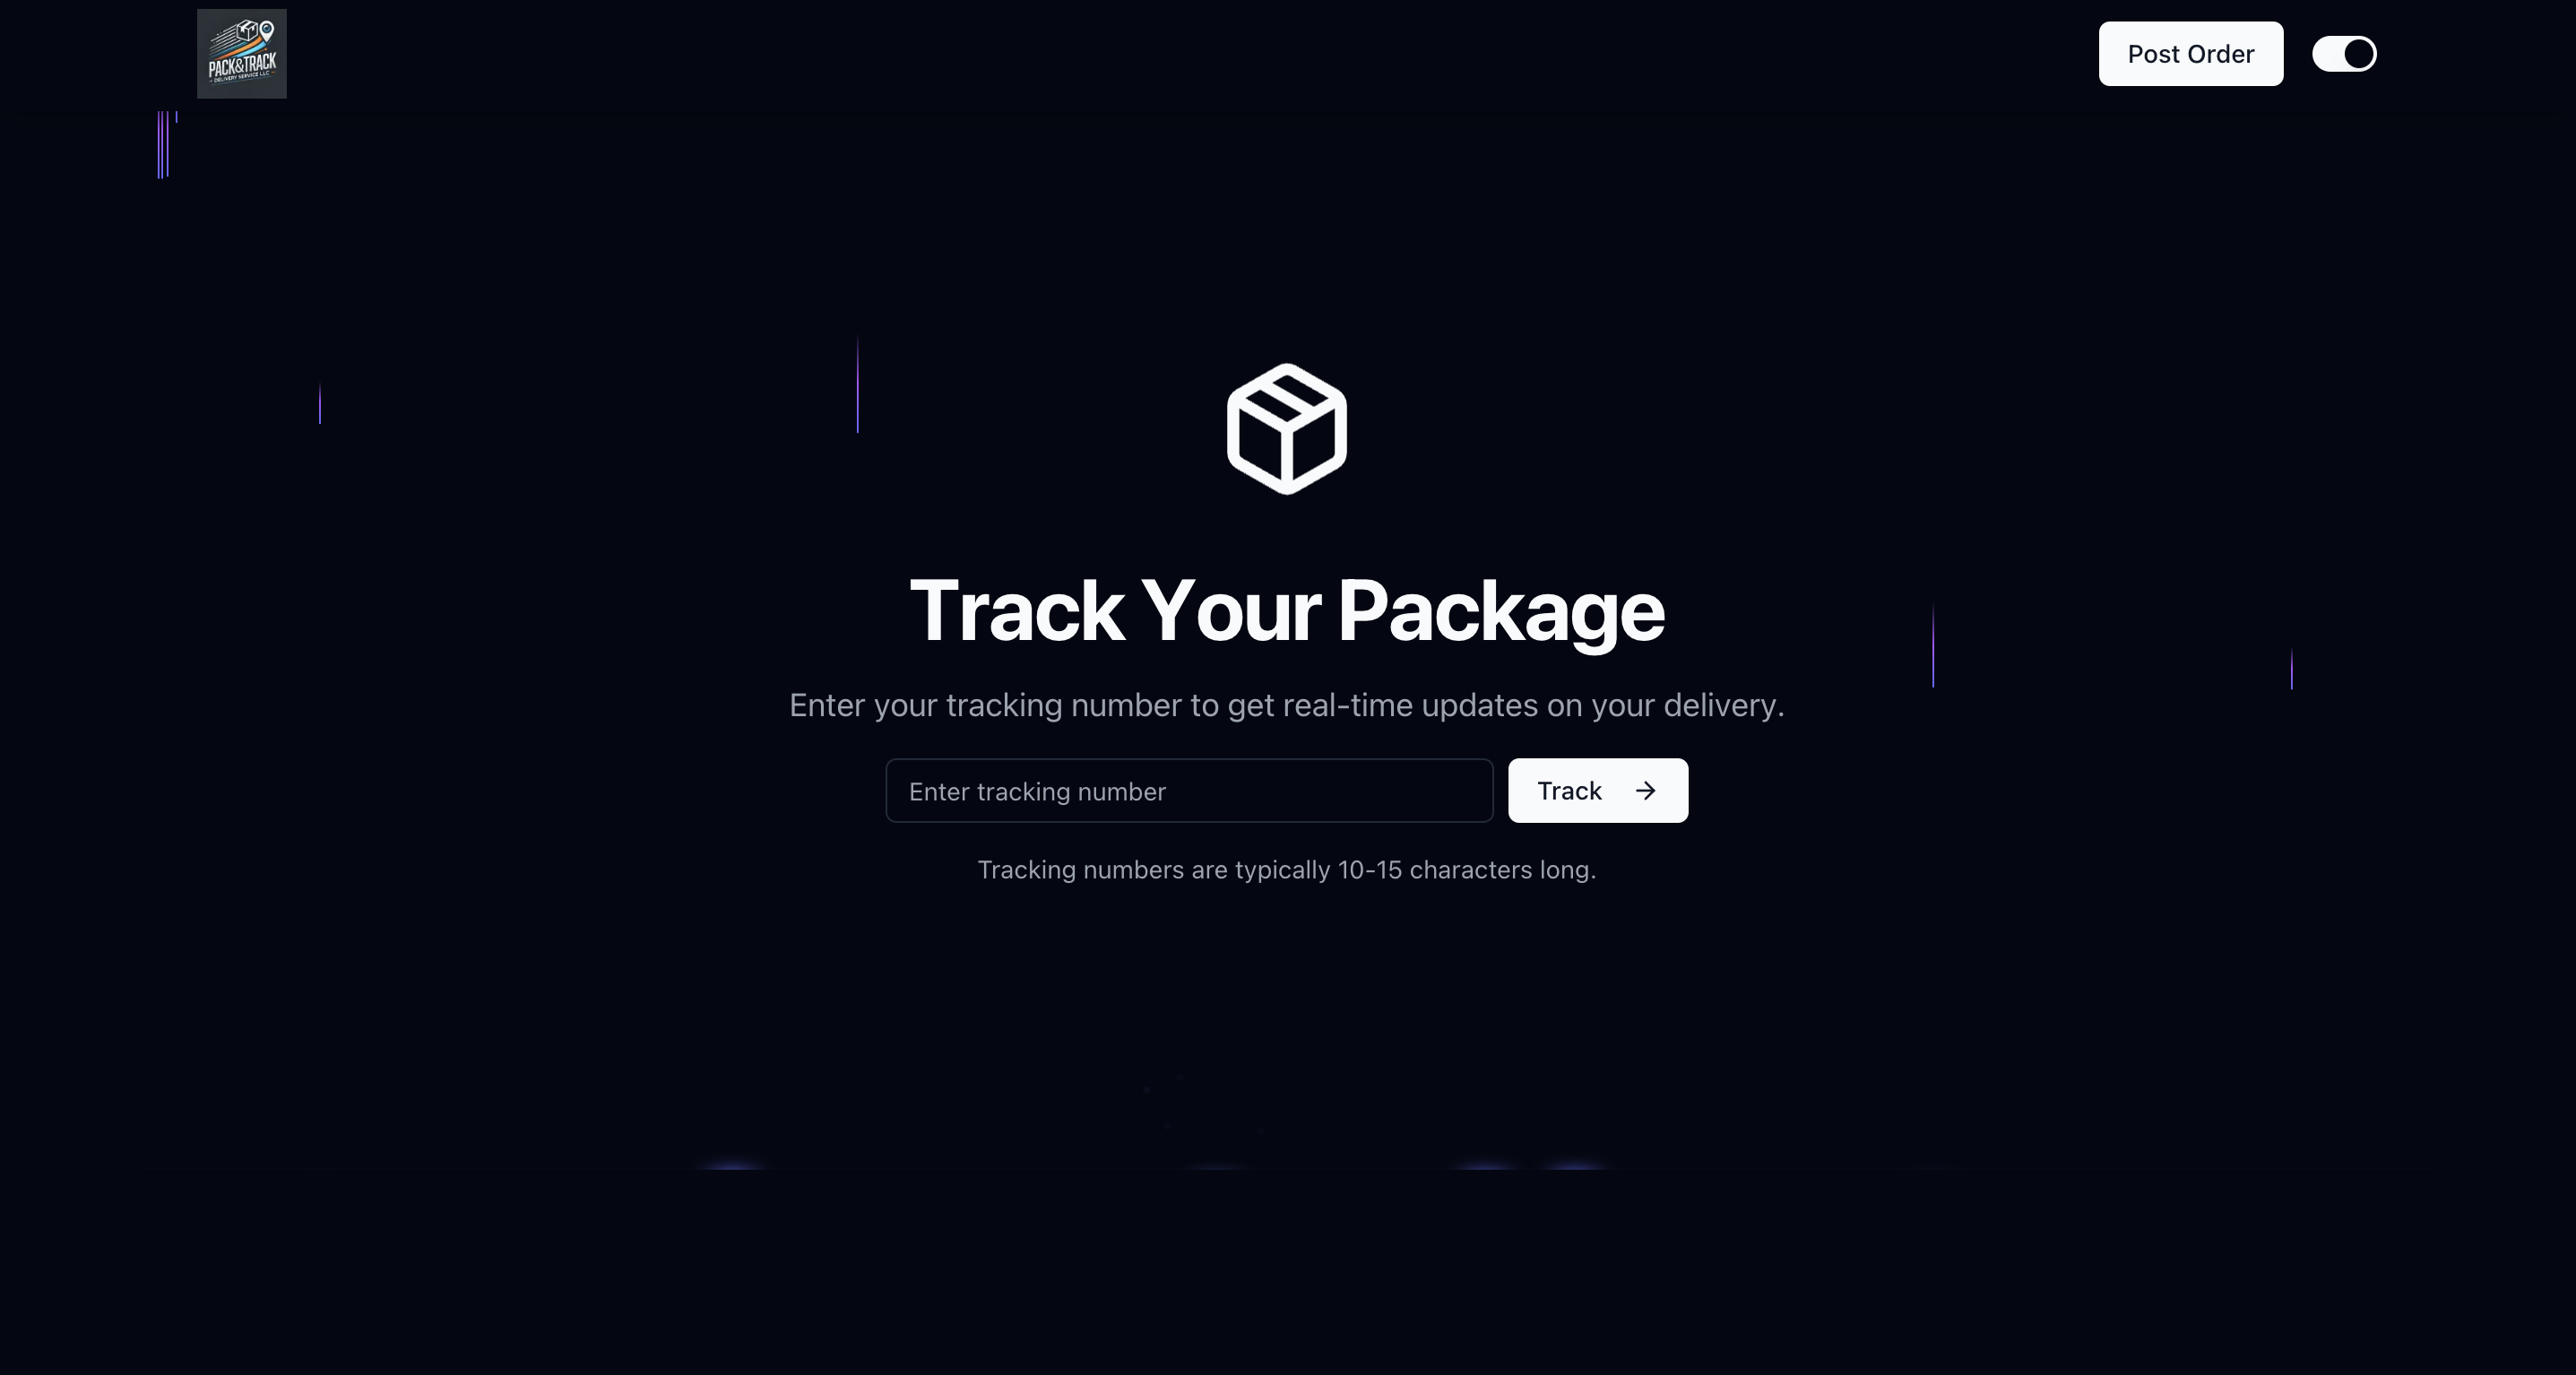 PACK&TRACK
DELIVERY SERVICE LLC
Post Order
Track Your Package
Enter your tracking number to get real-time updates on your delivery.
Enter tracking number
Track
Tracking numbers are typically 10-15 characters long.